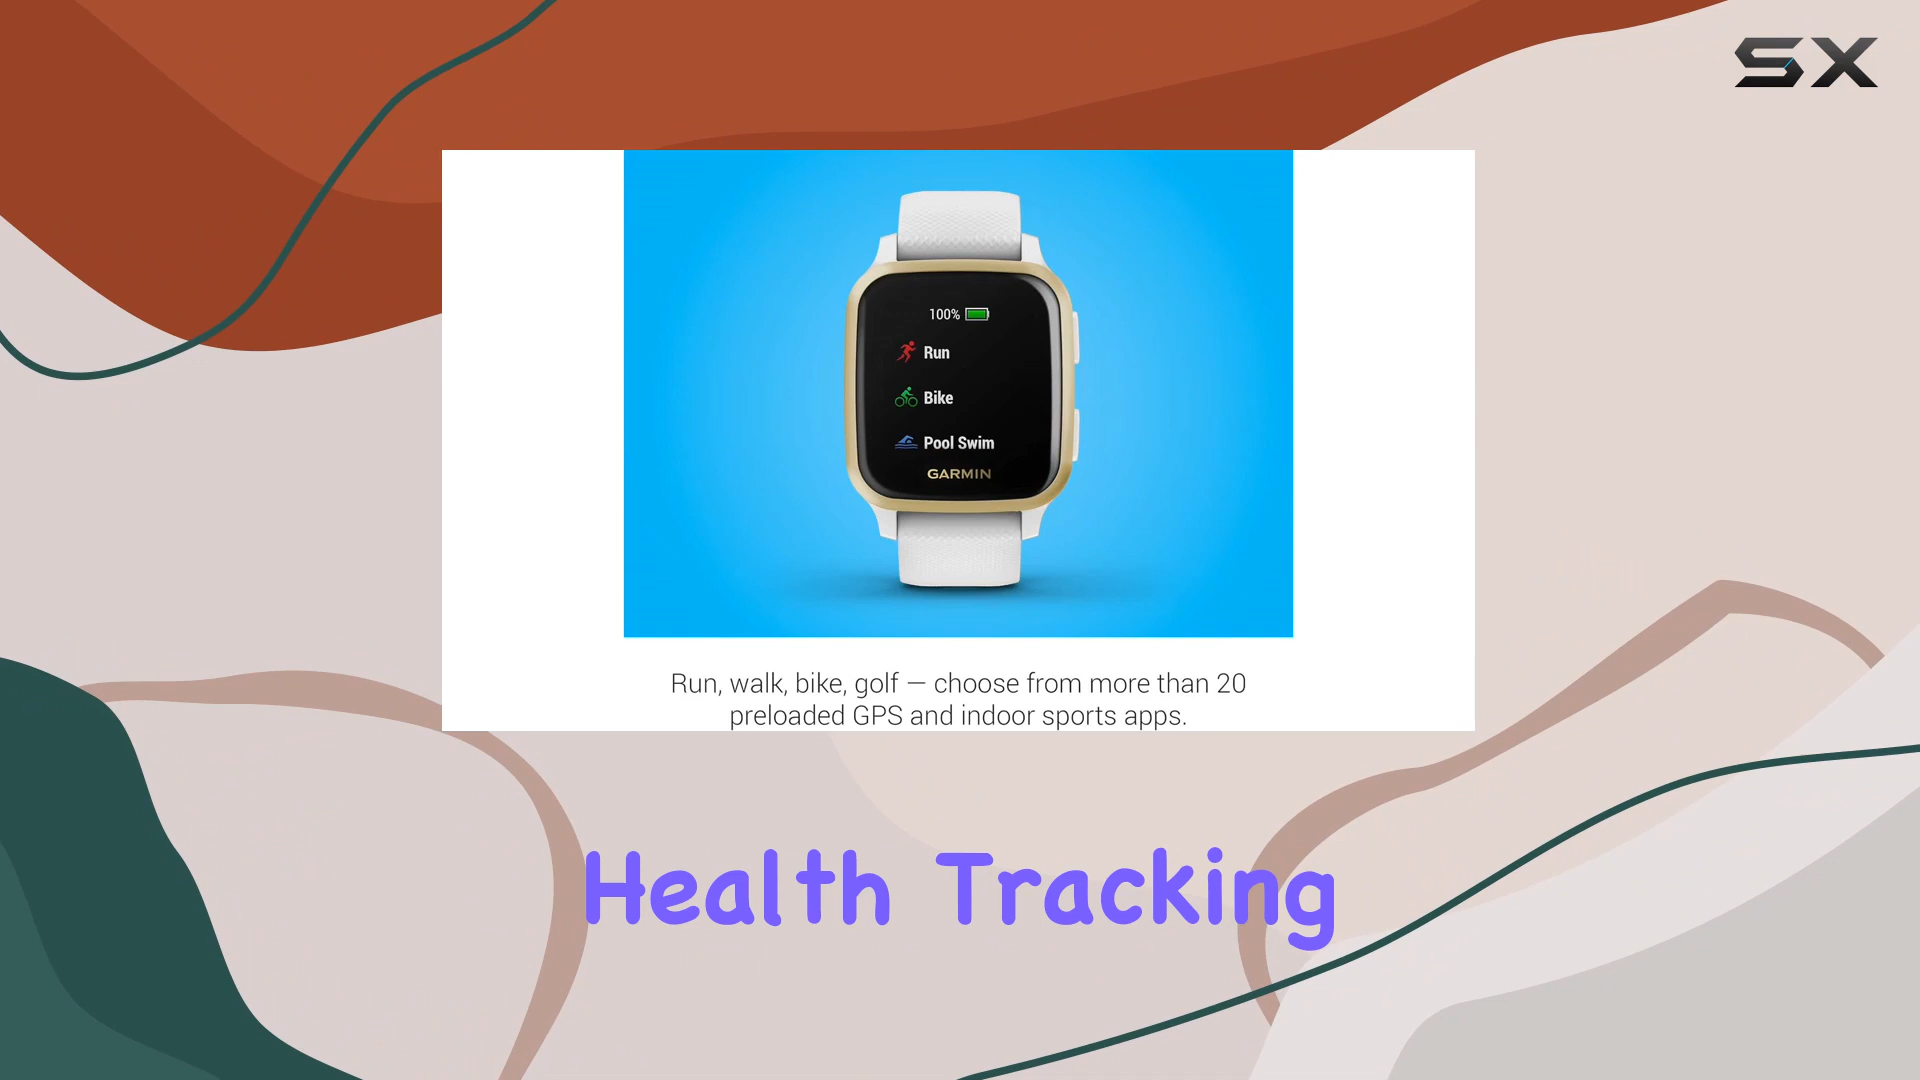 SX
100%
Run
Bike
Pool Swim
GARMIN
Run, walk, bike, golf — choose from more than 20
preloaded GPS and indoor sports apps.
Health Tracking